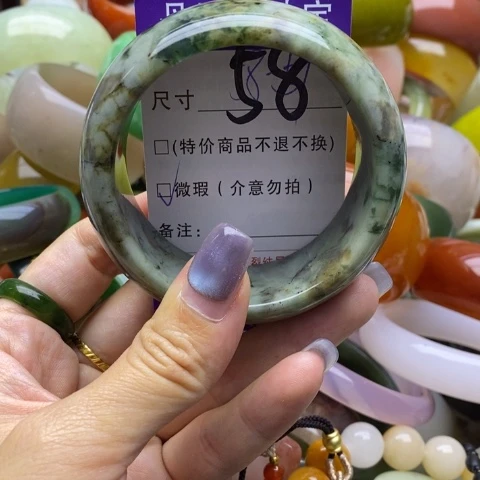 尺寸 58
□(特价商品不退不换)
☑微瑕(介意勿拍)
备注: